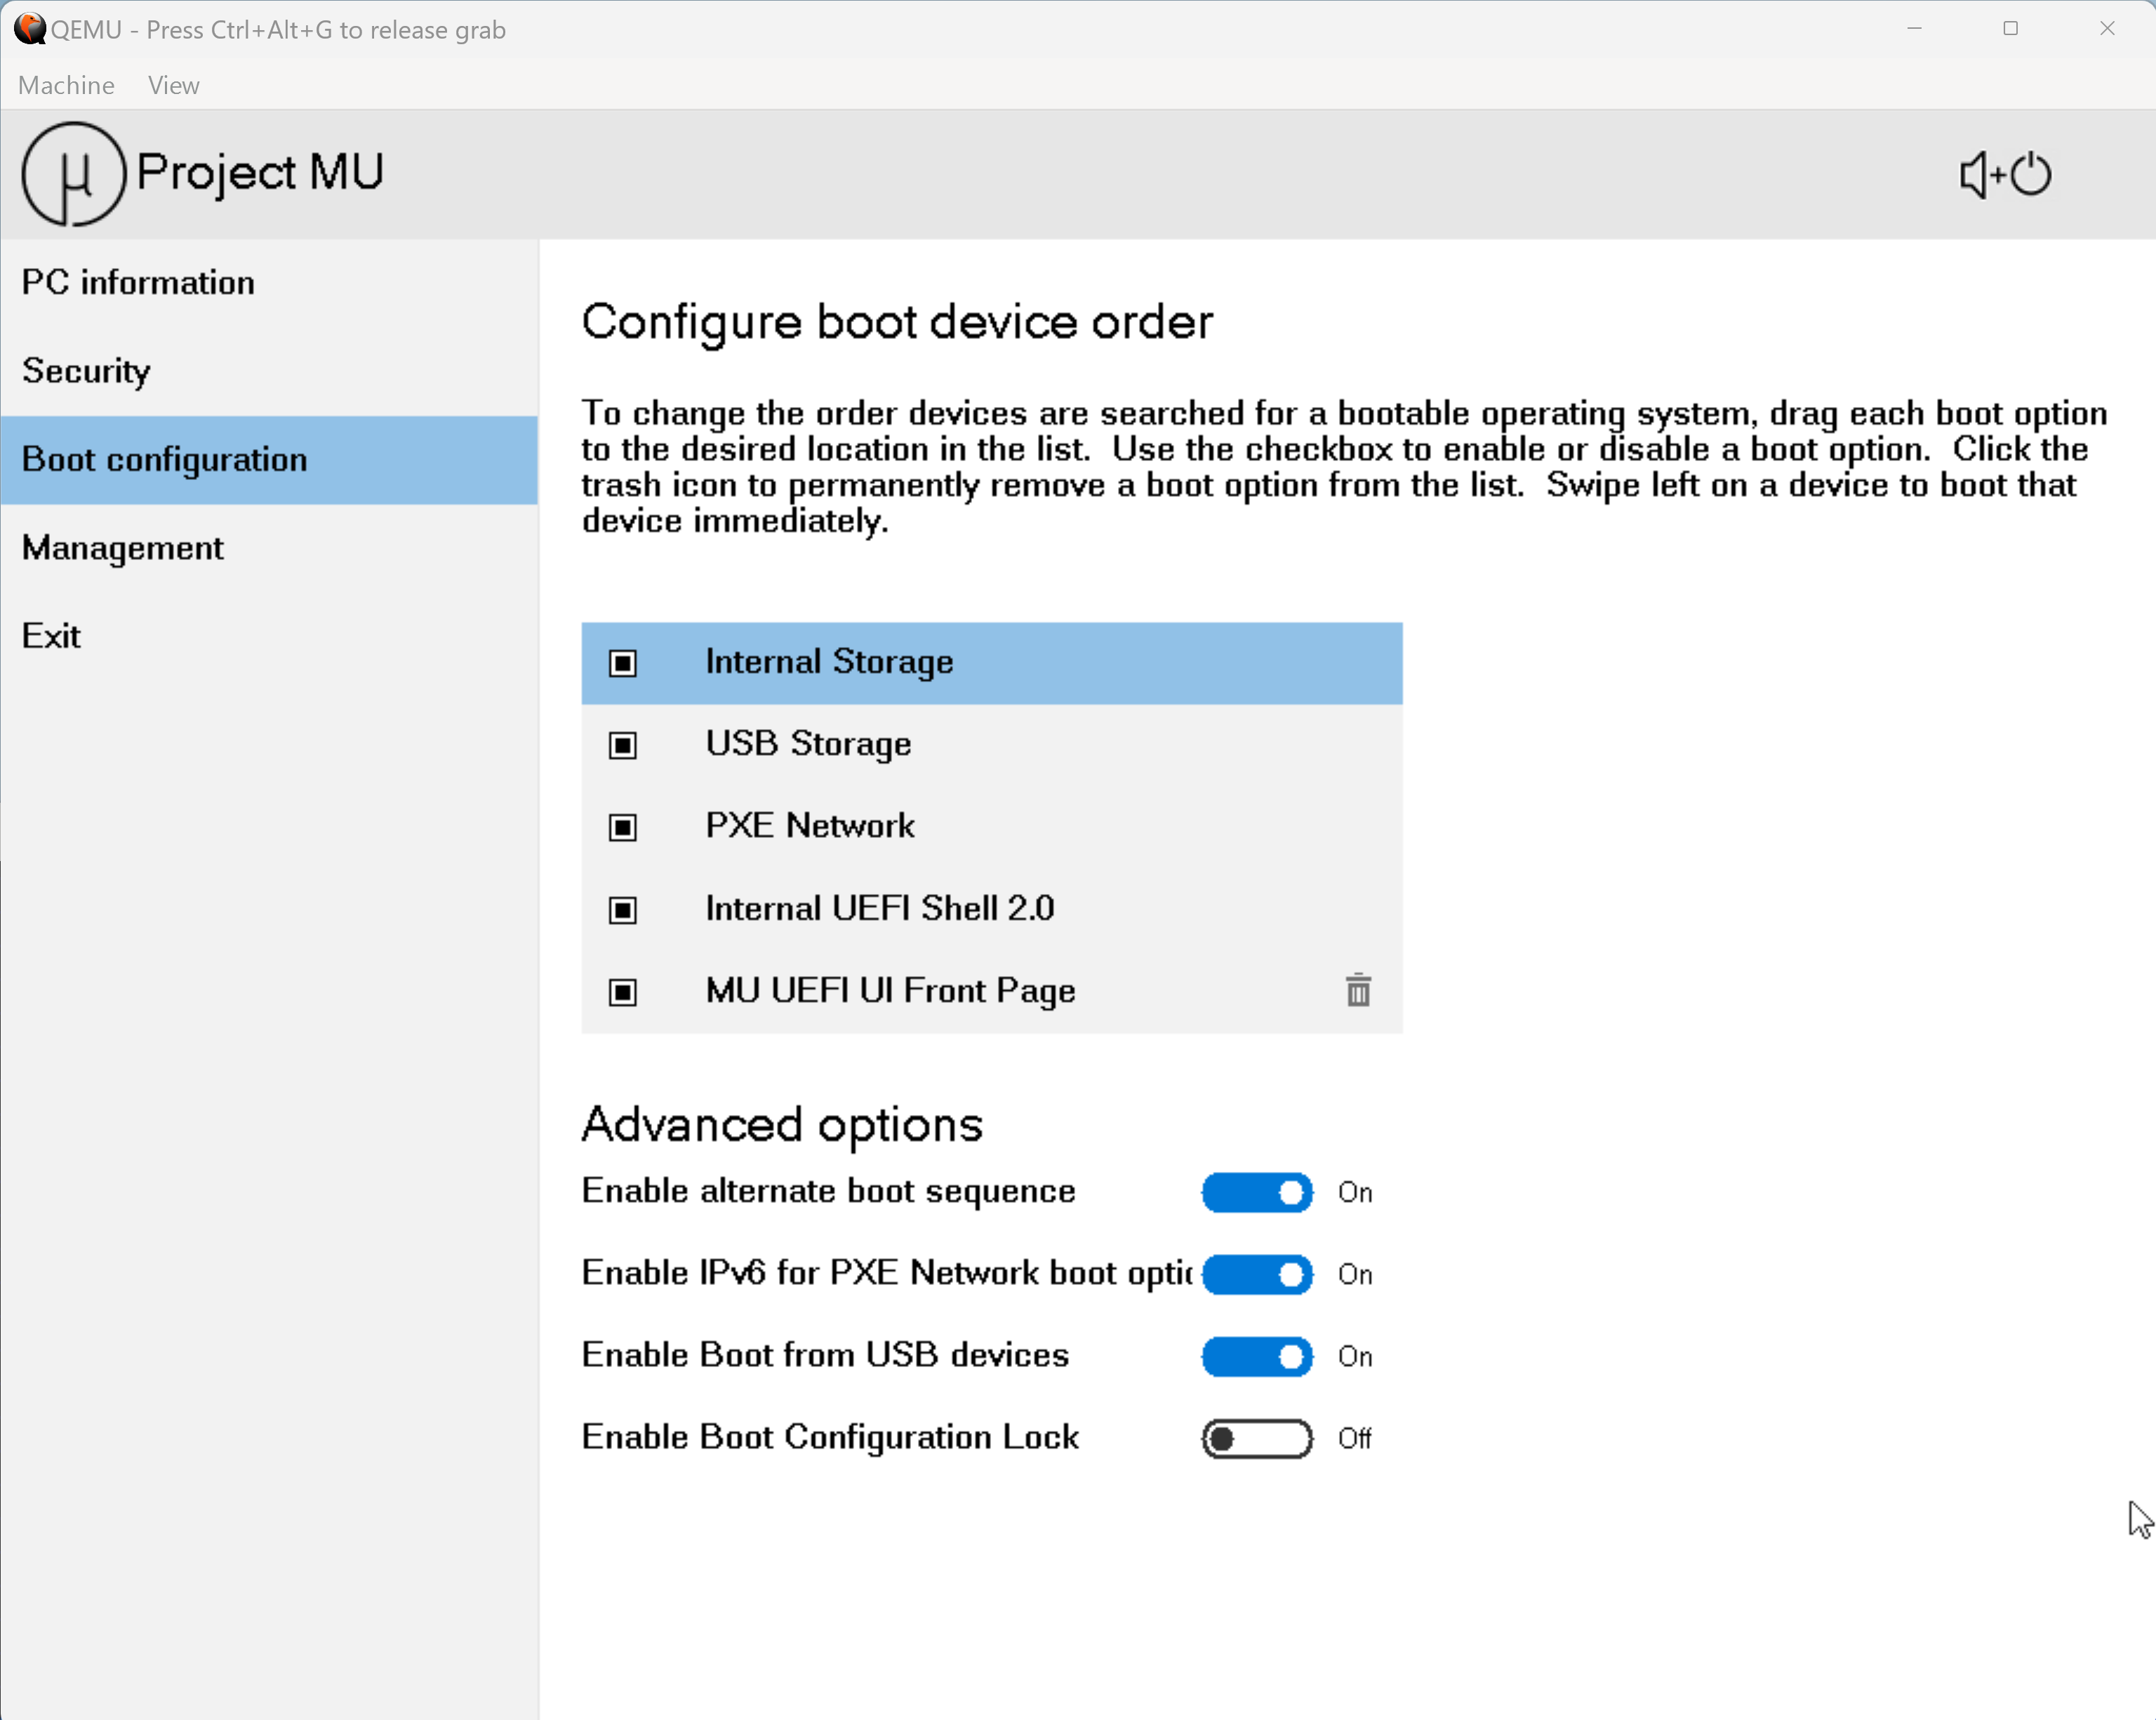 QEMU - Press Ctrl+Alt+G to release grab
Machine View
µ Project MU
PC information
Security
Boot configuration
Management
Exit
Configure boot device order
To change the order devices are searched for a bootable operating system, drag each boot option
to the desired location in the list. Use the checkbox to enable or disable a boot option. Click the
trash icon to permanently remove a boot option from the list. Swipe left on a device to boot that
device immediately.
Internal Storage
USB Storage
PXE Network
Internal UEFI Shell 2.0
MU UEFI UI Front Page
Advanced options
Enable alternate boot sequence On
Enable IPv6 for PXE Network boot optic On
Enable Boot from USB devices On
Enable Boot Configuration Lock Off